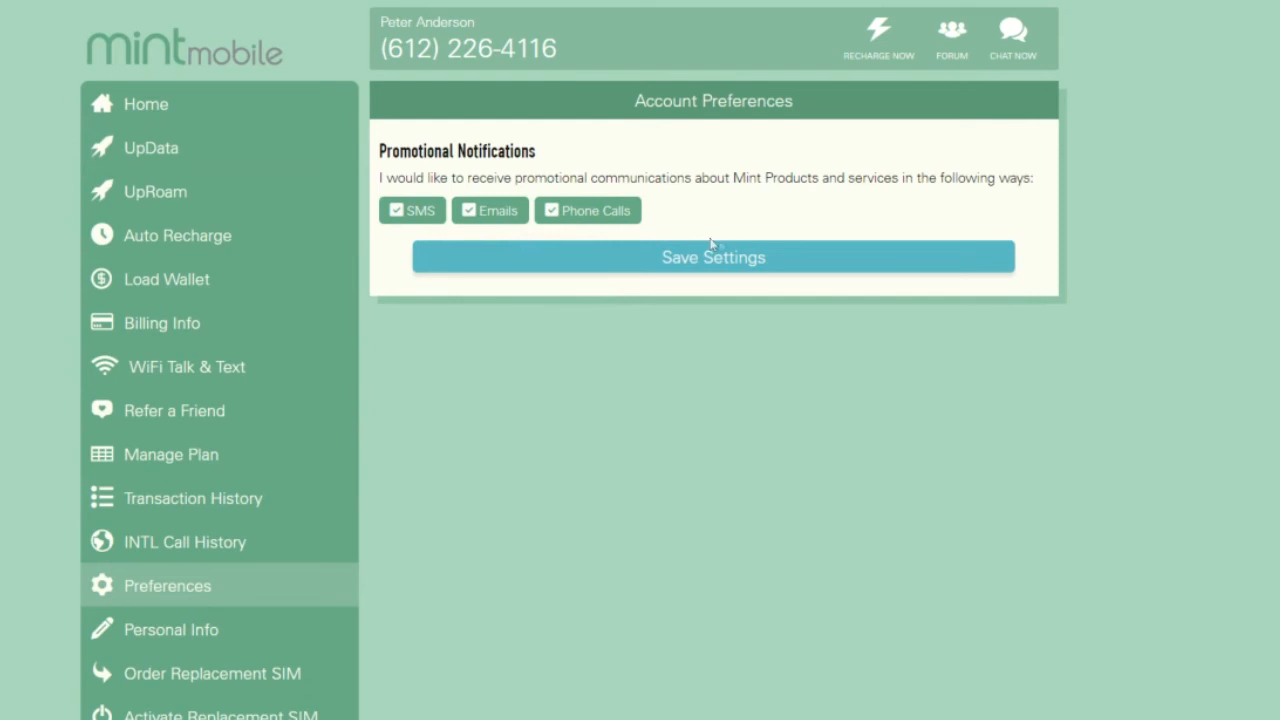 mintmobile
Peter Anderson
(612) 226-4116
RECHARGE NOW
FORUM
CHAT NOW
Home
UpData
UpRoam
Auto Recharge
Load Wallet
Billing Info
WiFi Talk & Text
Refer a Friend
Manage Plan
Transaction History
INTL Call History
Preferences
Personal Info
Order Replacement SIM
Activate Replacement SIM
Account Preferences
Promotional Notifications
I would like to receive promotional communications about Mint Products and services in the following ways:
SMS Emails Phone Calls
Save Settings